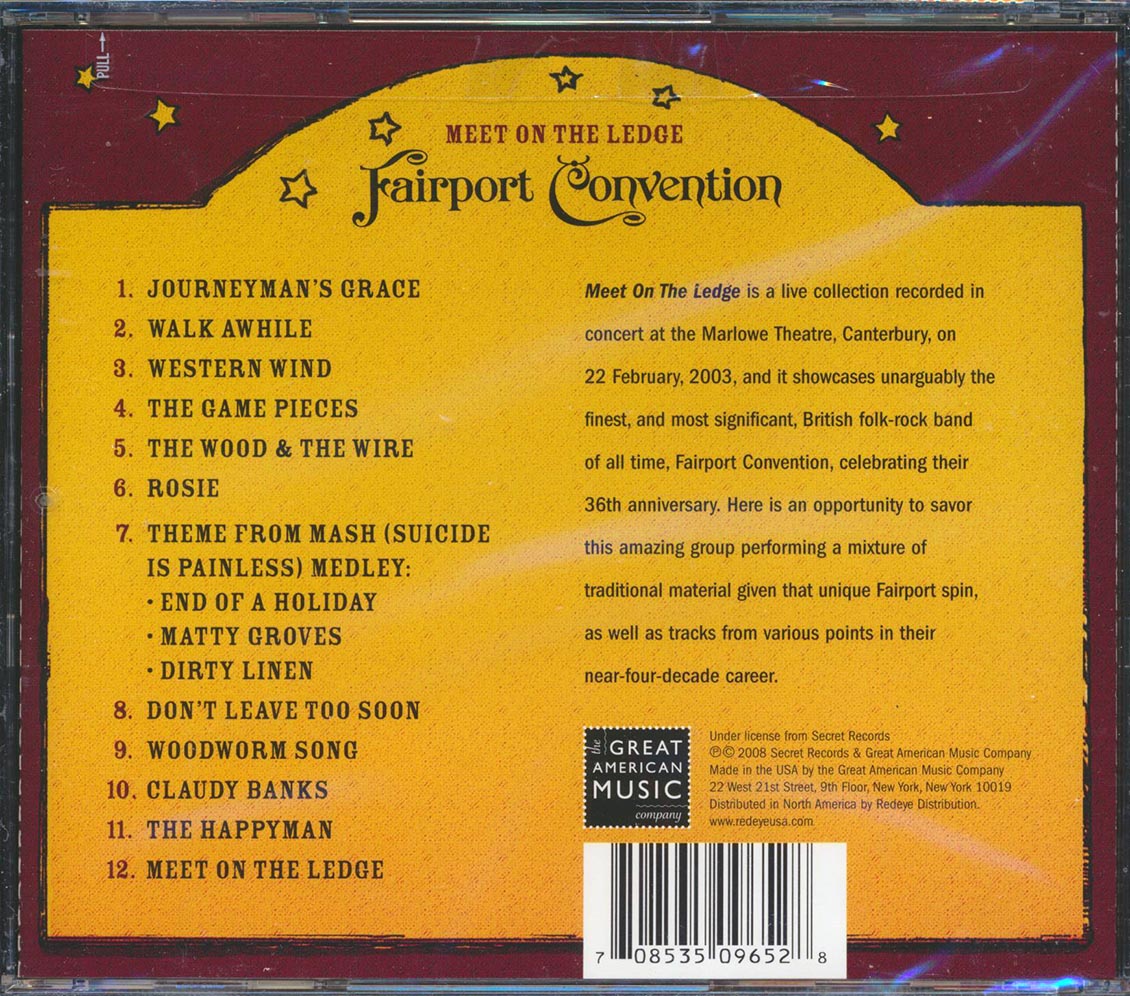 PULL→
MEET ON THE LEDGE
Fairport Convention
1. JOURNEYMAN'S GRACE
2. WALK AWHILE
3. WESTERN WIND
4. THE GAME PIECES
5. THE WOOD & THE WIRE
6. ROSIE
7. THEME FROM MASH (SUICIDE
IS PAINLESS) MEDLEY:
• END OF A HOLIDAY
• MATTY GROVES
• DIRTY LINEN
8. DON'T LEAVE TOO SOON
9. WOODWORM SONG
10. CLAUDY BANKS
11. THE HAPPYMAN
12. MEET ON THE LEDGE
Meet On The Ledge is a live collection recorded in
concert at the Marlowe Theatre, Canterbury, on
22 February, 2003, and it showcases unarguably the
finest, and most significant, British folk-rock band
of all time, Fairport Convention, celebrating their
36th anniversary. Here is an opportunity to savor
this amazing group performing a mixture of
traditional material given that unique Fairport spin,
as well as tracks from various points in their
near-four-decade career.
the GREAT
AMERICAN
MUSIC
company
Under license from Secret Records
℗© 2008 Secret Records & Great American Music Company
Made in the USA by the Great American Music Company
22 West 21st Street, 9th Floor, New York, New York 10019
Distributed in North America by Redeye Distribution.
www.redeyeusa.com
7 08535 09652 8